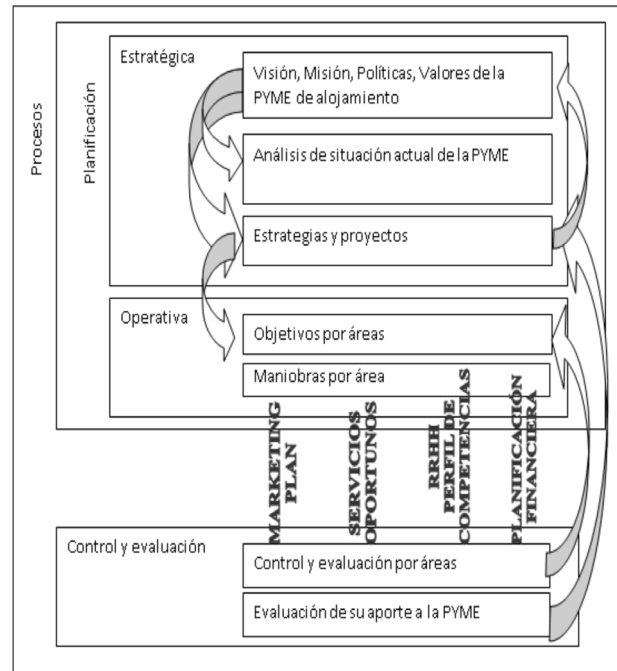 Procesos
Planificación
Estratégica
Visión, Misión, Políticas, Valores de la
PYME de alojamiento
Análisis de situación actual de la PYME
Estrategias y proyectos
Operativa
Objetivos por áreas
Maniobras por área
MARKETING
PLAN
SERVICIOS
OPORTUNOS
RRHH
PERFIL DE
COMPETENCIAS
PLANIFICACIÓN
FINANCIERA
Control y evaluación
Control y evaluación por áreas
Evaluación de su aporte a la PYME